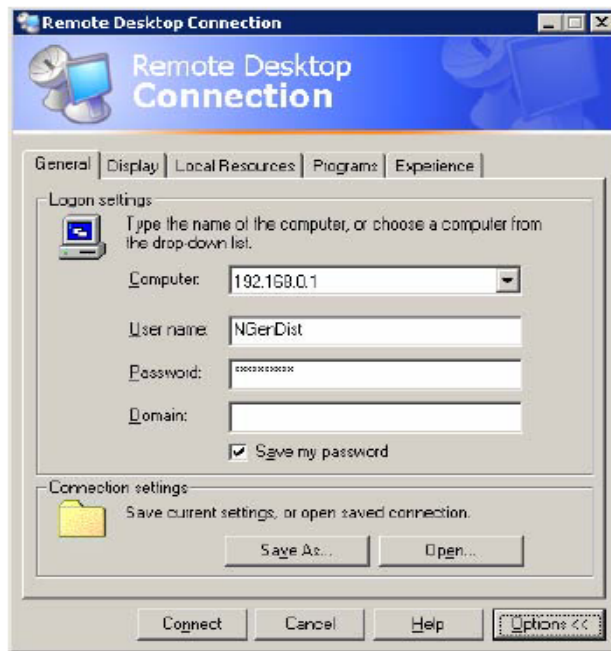 Remote Desktop Connection
Remote Desktop
Connection
General Display Local Resources Programs Experience
Logon settings
Type the name of the computer, or choose a computer from
the drop-down list.
Computer: 192.168.0.1
User name: NGenDist
Password: **********
Domain:
Save my password
Connection settings
Save current settings, or open saved connection.
Save As... Open...
Connect Cancel Help Options <<